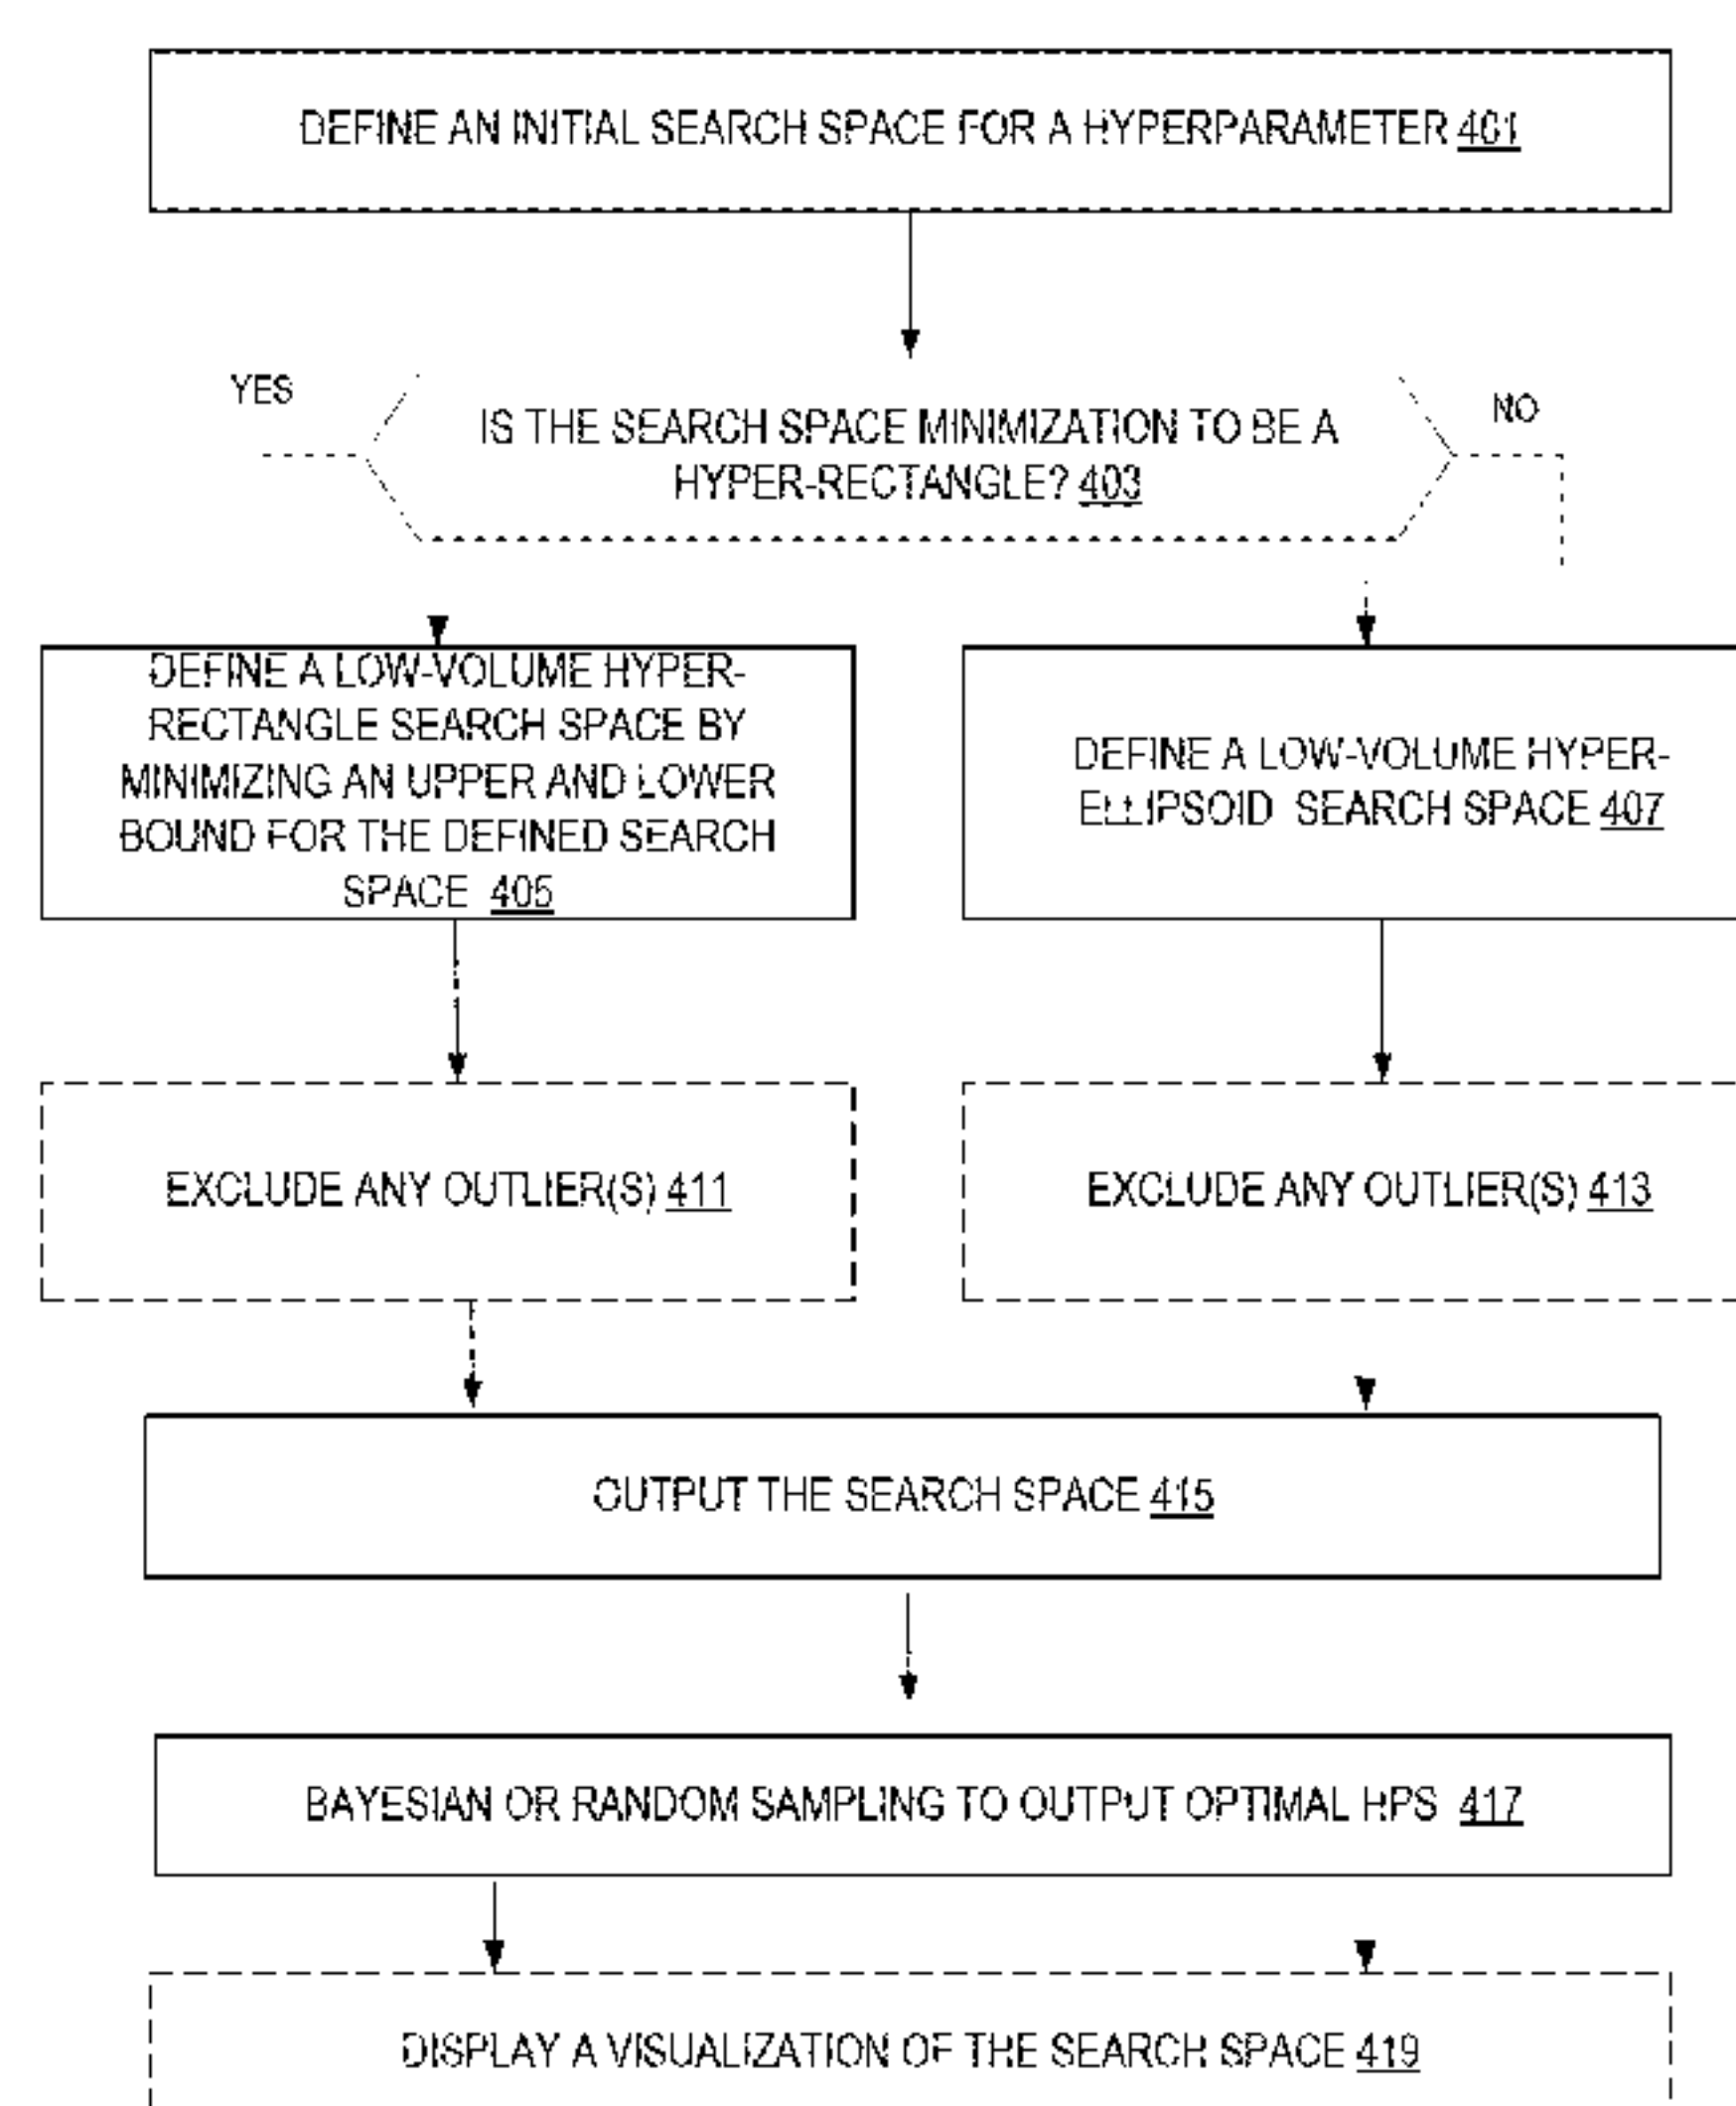 DEFINE AN INITIAL SEARCH SPACE FOR A HYPERPARAMETER 401
YES
IS THE SEARCH SPACE MINIMIZATION TO BE A
HYPER-RECTANGLE? 403
NO
DEFINE A LOW-VOLUME HYPER-
RECTANGLE SEARCH SPACE BY
MINIMIZING AN UPPER AND LOWER
BOUND FOR THE DEFINED SEARCH
SPACE 405
DEFINE A LOW-VOLUME HYPER-
ELLIPSOID SEARCH SPACE 407
EXCLUDE ANY OUTLIER(S) 411
EXCLUDE ANY OUTLIER(S) 413
OUTPUT THE SEARCH SPACE 415
BAYESIAN OR RANDOM SAMPLING TO OUTPUT OPTIMAL HPS 417
DISPLAY A VISUALIZATION OF THE SEARCH SPACE 419